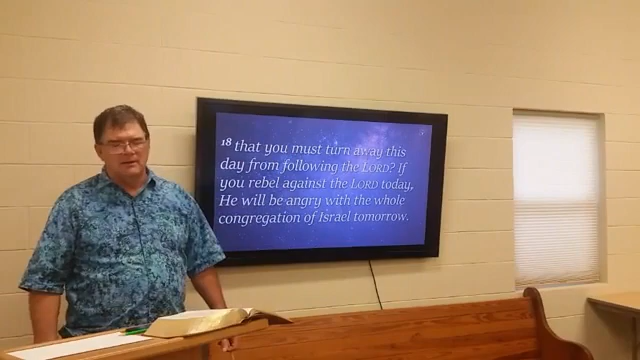 18 that you must turn away this
day from following the LORD? If
you rebel against the LORD today,
He will be angry with the whole
congregation of Israel tomorrow.